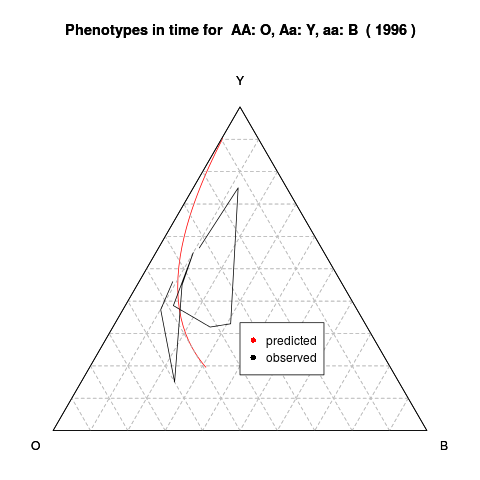 Phenotypes in time for  AA: O, Aa: Y, aa: B  ( 1996 )
Y
predicted
observed
O
B